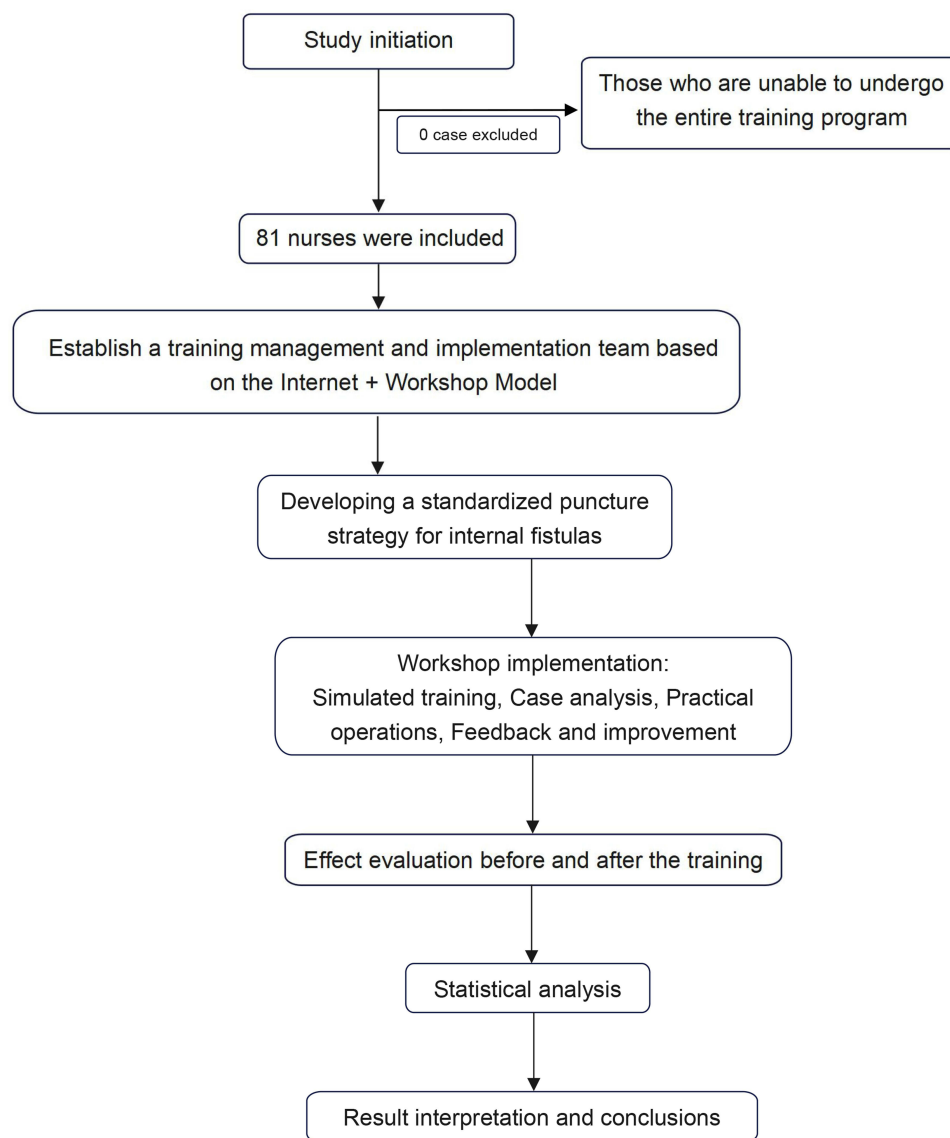 Study initiation
Those who are unable to undergo
the entire training program
0 case excluded
81 nurses were included
Establish a training management and implementation team based
on the Internet + Workshop Model
Developing a standardized puncture
strategy for internal fistulas
Workshop implementation:
Simulated training, Case analysis, Practical
operations, Feedback and improvement
Effect evaluation before and after the training
Statistical analysis
Result interpretation and conclusions